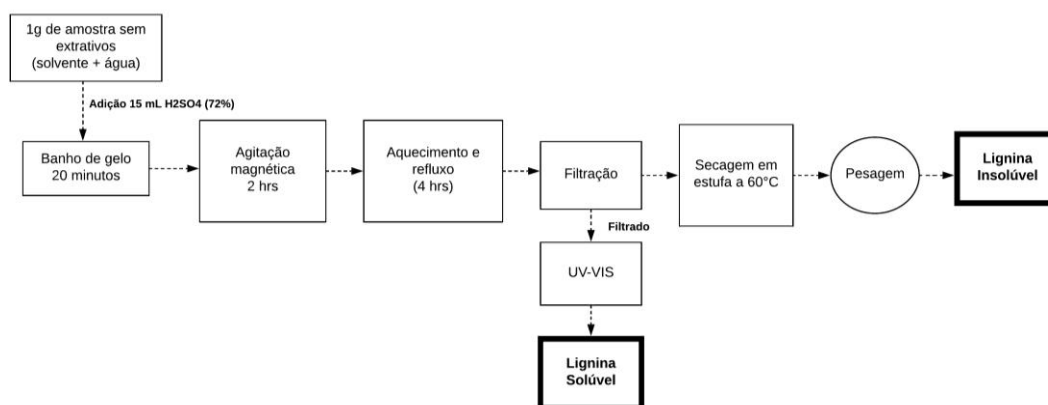 1g de amostra sem
extrativos
(solvente + água)
Adição 15 mL H2SO4 (72%)
Banho de gelo
20 minutos
Agitação
magnética
2 hrs
Aquecimento e
refluxo
(4 hrs)
Filtração
Secagem em
estufa a 60°C
Pesagem
Lignina
Insolúvel
Filtrado
UV-VIS
Lignina
Solúvel